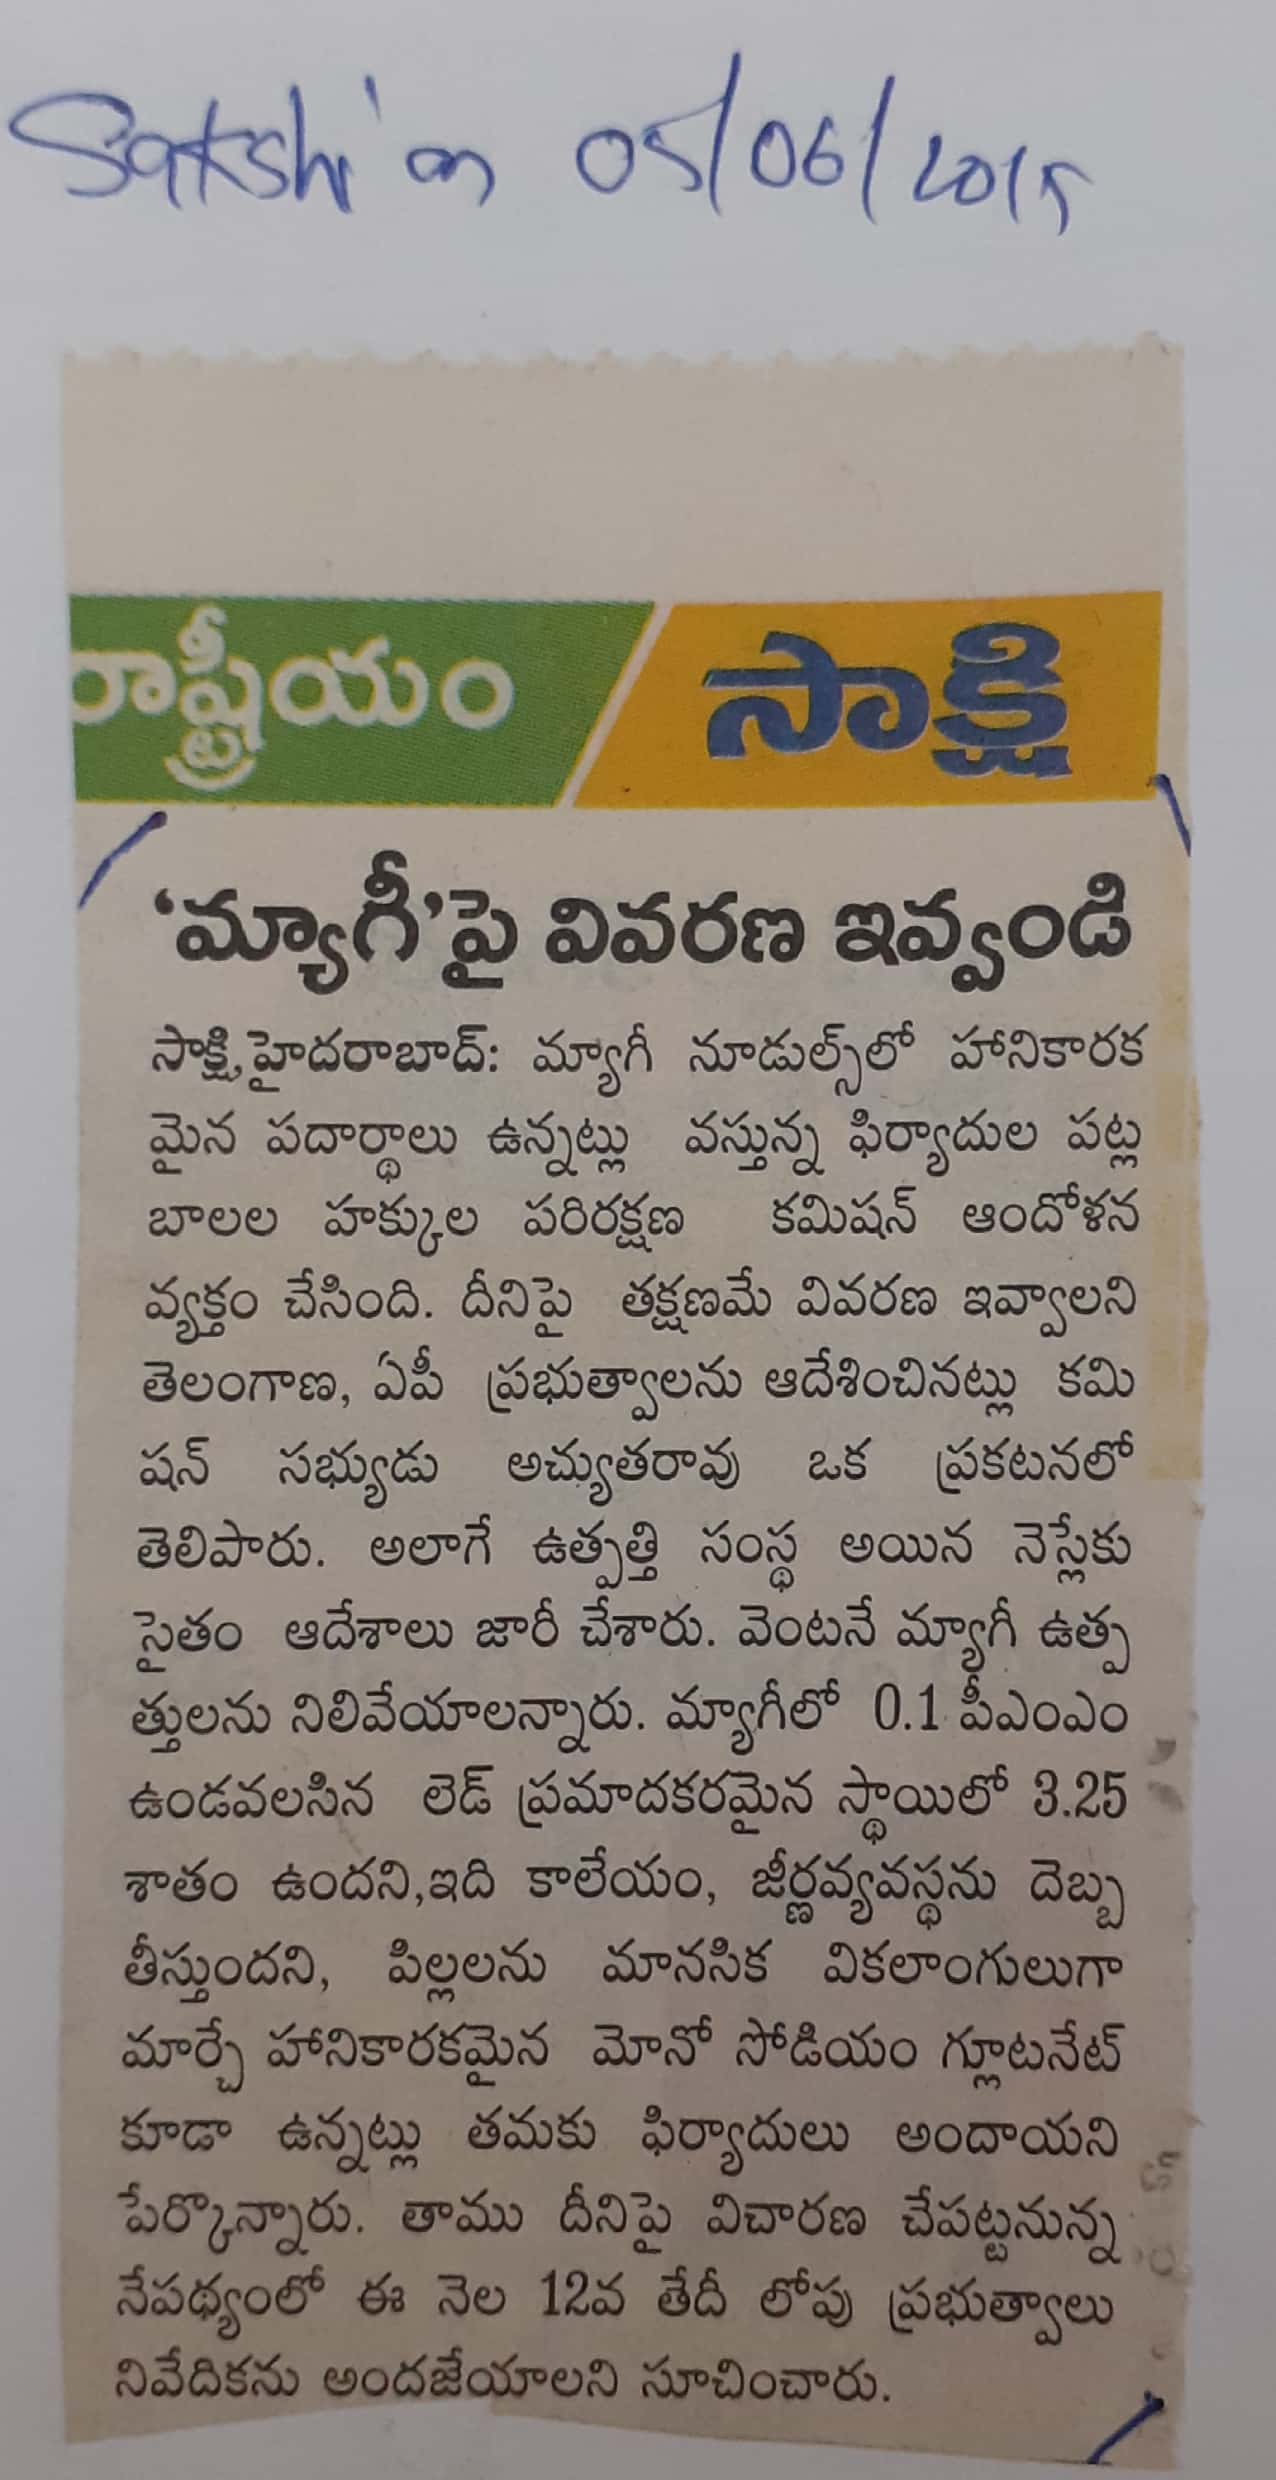 Sakshi' on 05/06/2015
రాష్ట్రీయం సాక్షి
‘మ్యాగీ’పై వివరణ ఇవ్వండి
సాక్షి,హైదరాబాద్: మ్యాగీ నూడుల్స్‌లో హానికారక
మైన పదార్థాలు ఉన్నట్లు వస్తున్న ఫిర్యాదుల పట్ల
బాలల హక్కుల పరిరక్షణ కమిషన్ ఆందోళన
వ్యక్తం చేసింది. దీనిపై తక్షణమే వివరణ ఇవ్వాలని
తెలంగాణ, ఏపీ ప్రభుత్వాలను ఆదేశించినట్లు కమి
షన్ సభ్యుడు అచ్యుతరావు ఒక ప్రకటనలో
తెలిపారు. అలాగే ఉత్పత్తి సంస్థ అయిన నెస్లేకు
సైతం ఆదేశాలు జారీ చేశారు. వెంటనే మ్యాగీ ఉత్ప
త్తులను నిలివేయాలన్నారు. మ్యాగీలో 0.1 పీఎంఎం
ఉండవలసిన లెడ్ ప్రమాదకరమైన స్థాయిలో 3.25
శాతం ఉందని,ఇది కాలేయం, జీర్ణవ్యవస్థను దెబ్బ
తీస్తుందని, పిల్లలను మానసిక వికలాంగులుగా
మార్చే హానికారకమైన మోనో సోడియం గ్లూటనేట్
కూడా ఉన్నట్లు తమకు ఫిర్యాదులు అందాయని
పేర్కొన్నారు. తాము దీనిపై విచారణ చేపట్టనున్న
నేపథ్యంలో ఈ నెల 12వ తేదీ లోపు ప్రభుత్వాలు
నివేదికను అందజేయాలని సూచించారు.